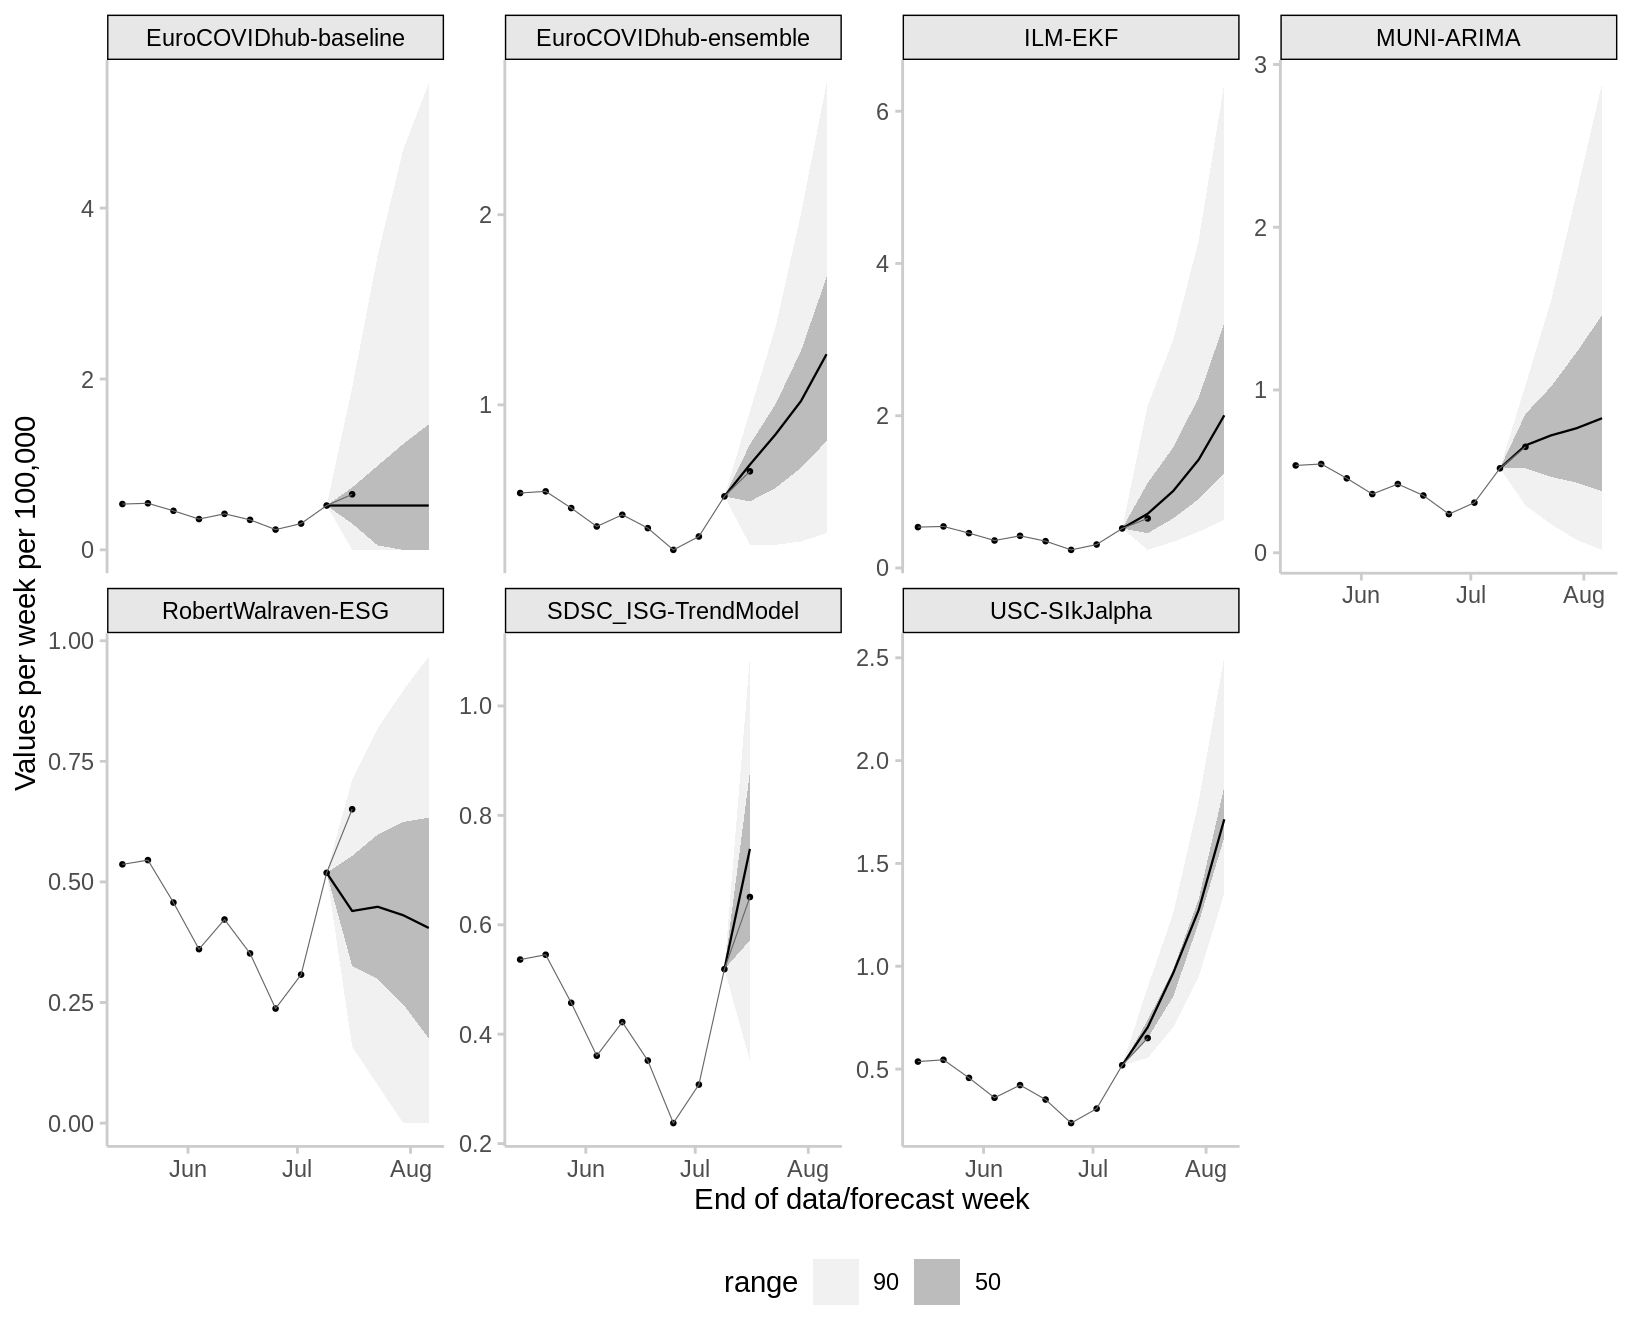 EuroCOVIDhub-baseline
EuroCOVIDhub-ensemble
ILM-EKF
MUNI-ARIMA
4
2
0
2
1
6
4
2
0
3
2
1
0
Jun Jul Aug
Values per week per 100,000
RobertWalraven-ESG
SDSC_ISG-TrendModel
USC-SIkJalpha
1.00
0.75
0.50
0.25
0.00
1.0
0.8
0.6
0.4
0.2
2.5
2.0
1.5
1.0
0.5
Jun Jul Aug
Jun Jul Aug
Jun Jul Aug
End of data/forecast week
range 90 50